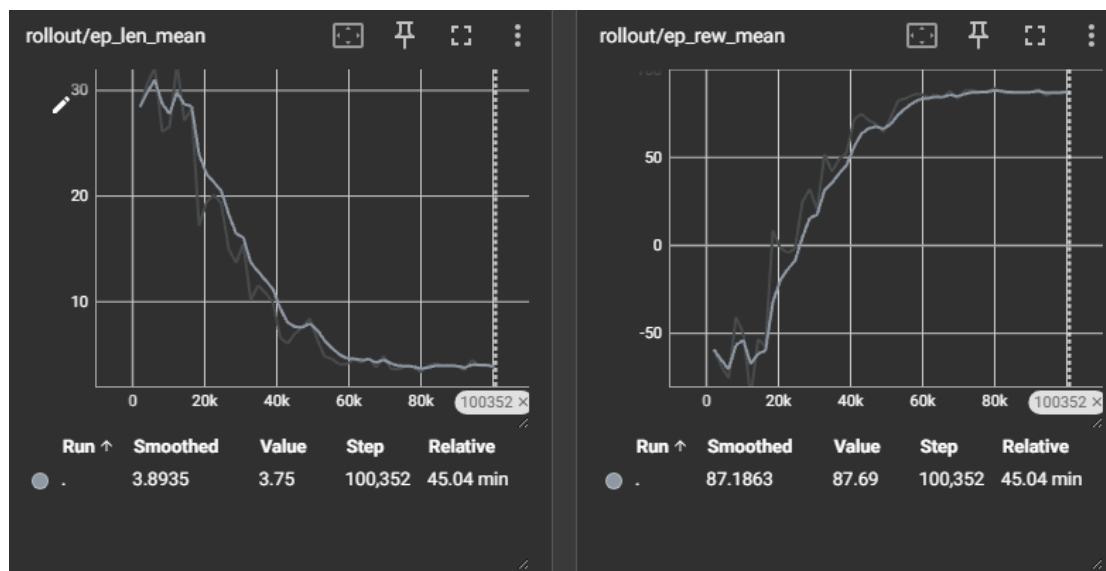 rollout/ep_len_mean
30
20
10
0 20k 40k 60k 80k 100352 ×
Run ↑ Smoothed Value Step Relative
. 3.8935 3.75 100,352 45.04 min
rollout/ep_rew_mean
100
50
0
-50
0 20k 40k 60k 80k 100352 ×
Run ↑ Smoothed Value Step Relative
. 87.1863 87.69 100,352 45.04 min